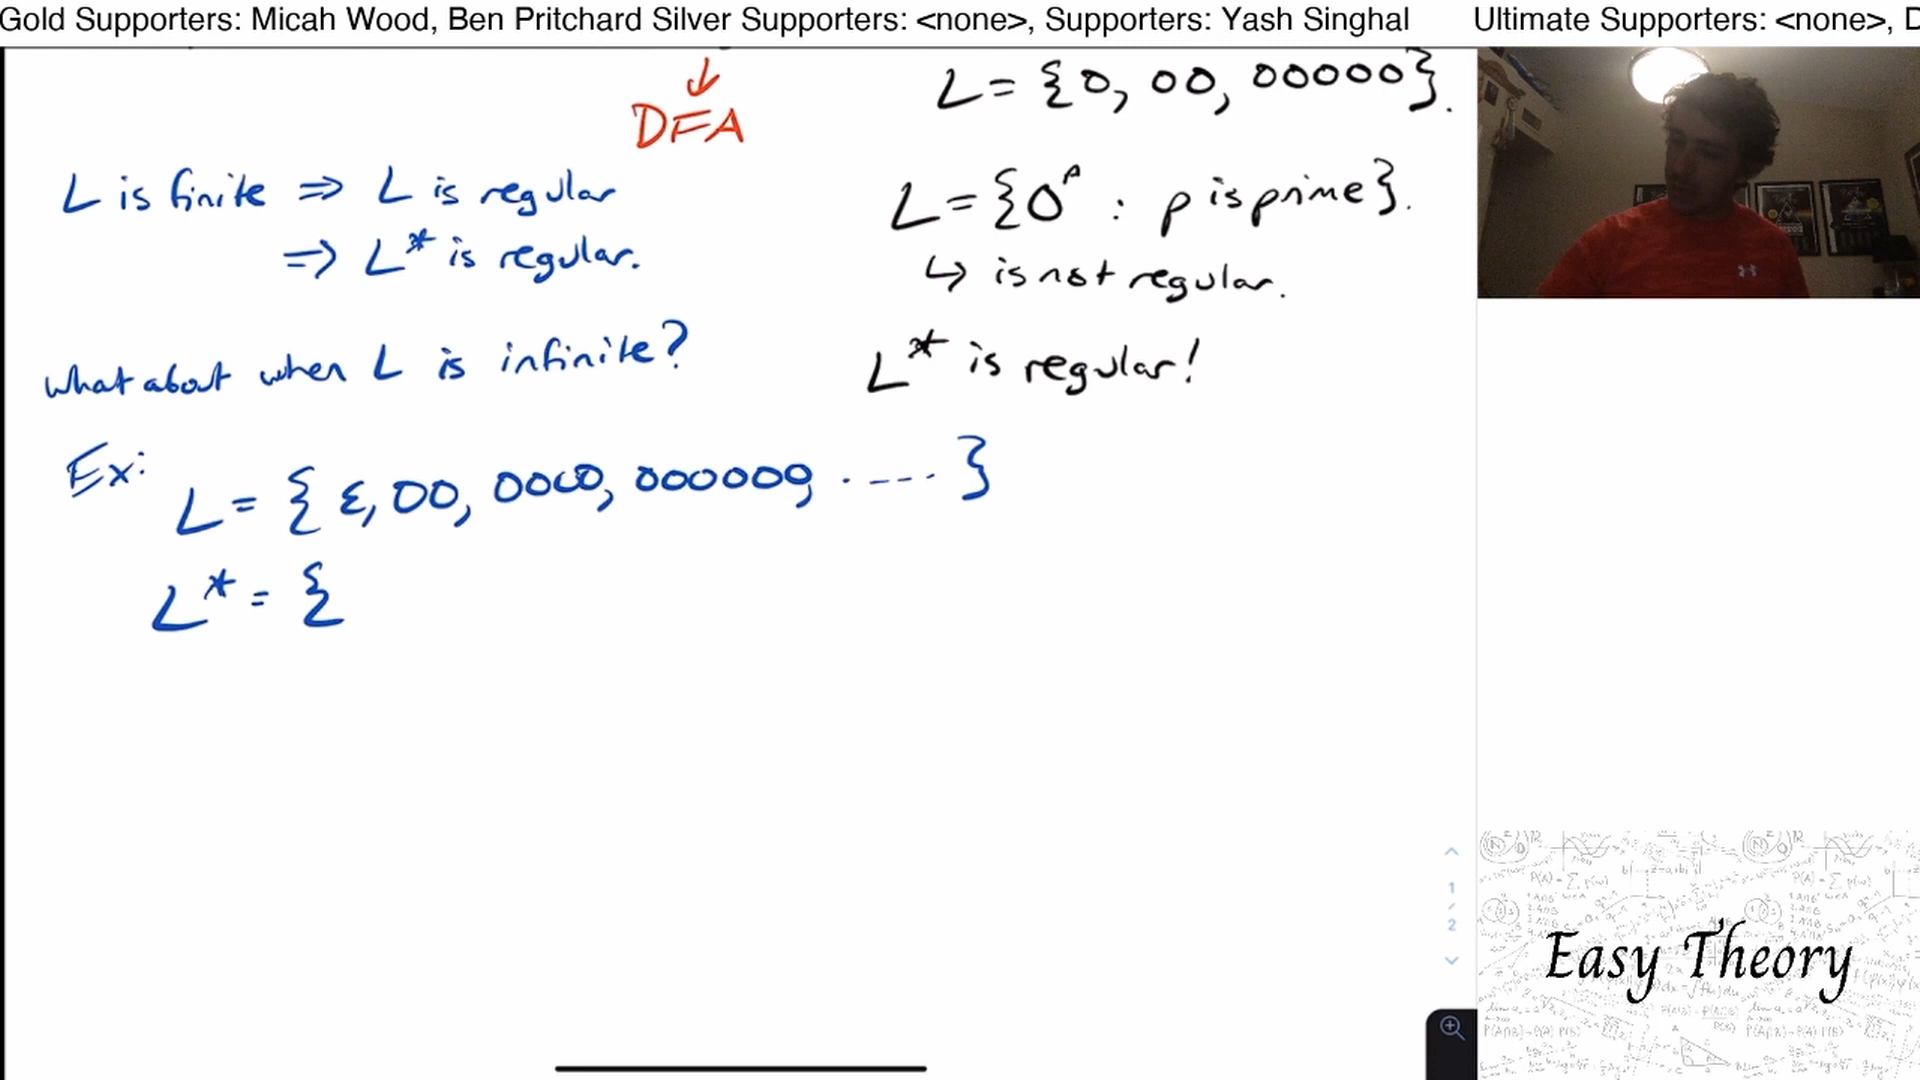 Gold Supporters: Micah Wood, Ben Pritchard Silver Supporters: <none>, Supporters: Yash Singhal Ultimate Supporters: <none>, D
DFA
L is finite ⇒ L is regular
⇒ L* is regular.
What about when L is infinite?
L = {0, 00, 00000}.
L = {0^p : p is prime}.
↳ is not regular.
L* is regular!
Ex:
L = { ε, 00, 0000, 000000, ..... }
L* = {
1
2
Easy Theory